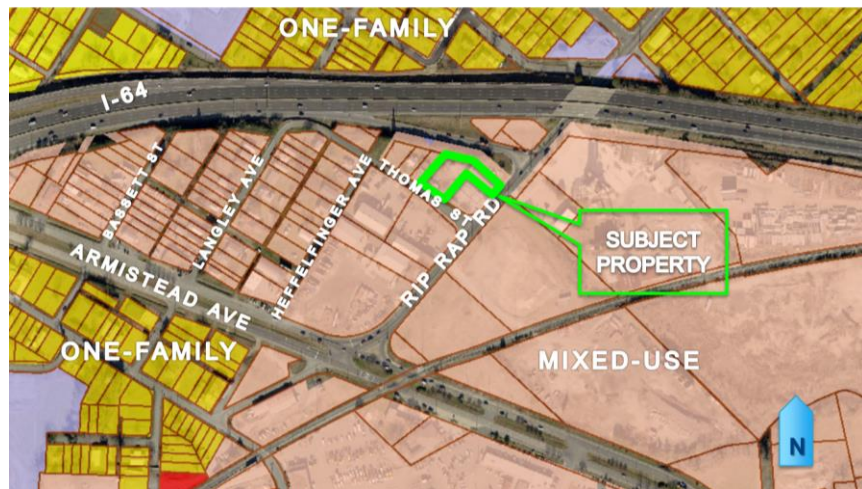 ONE-FAMILY
I-64
BASSETT ST
LANGLEY AVE
HEFFELFINGER AVE
THOMAS ST
RIP RAP RD
SUBJECT
PROPERTY
ARMISTEAD AVE
ONE-FAMILY
MIXED-USE
N